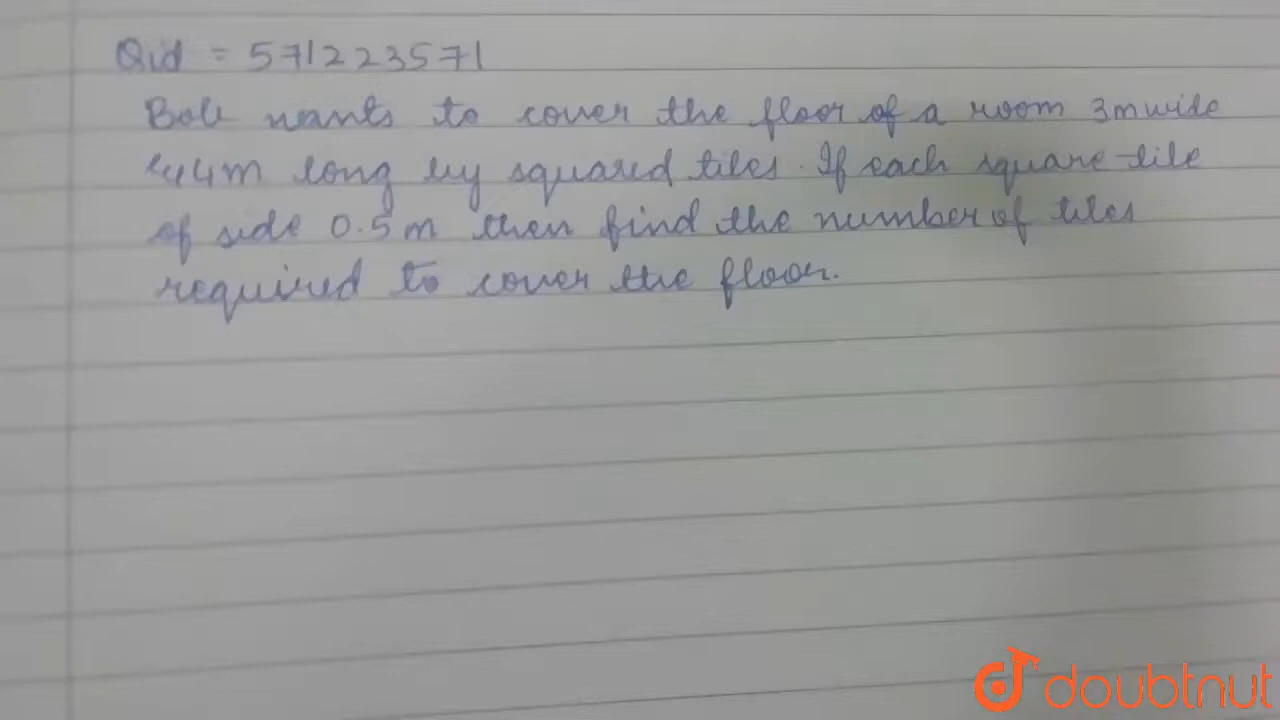 Qid = 571223571
Bob wants to cover the floor of a room 3m wide
& 4m long by squared tiles. If each square tile
of side 0.5m then find the number of tiles
required to cover the floor.
doubtnut